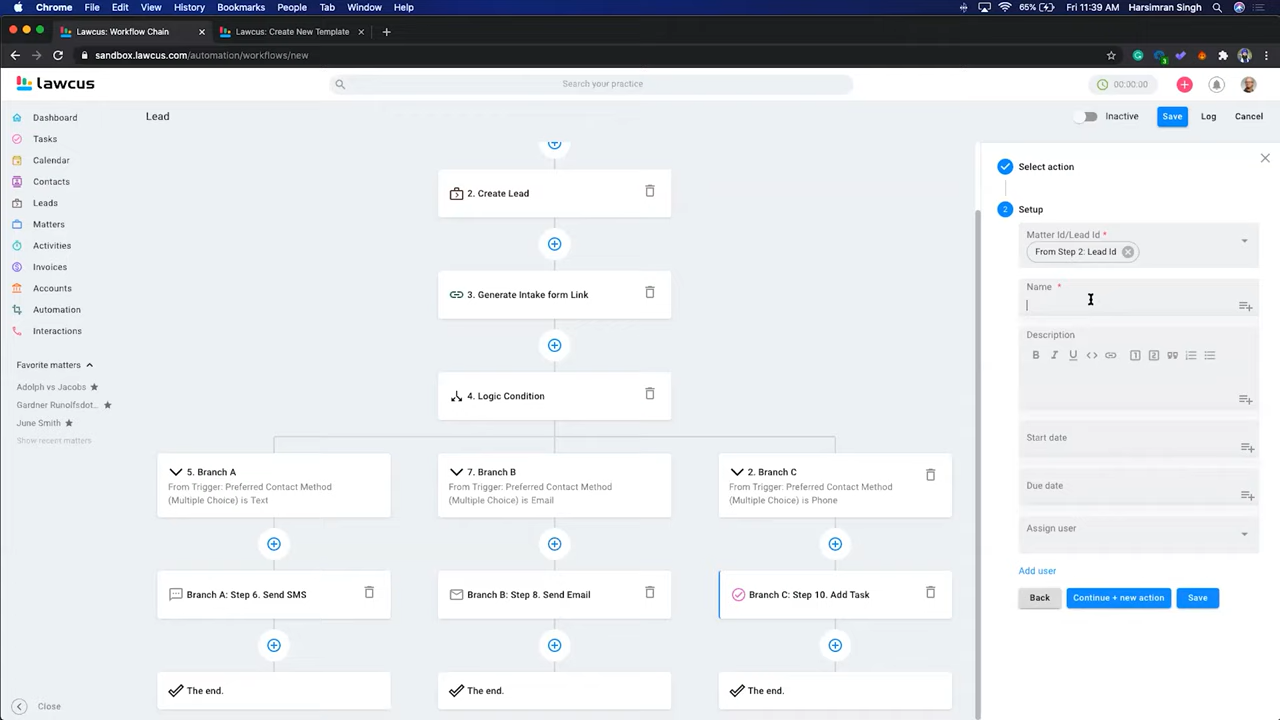 Chrome File Edit View History Bookmarks People Tab Window Help 65% Fri 11:39 AM Harsimran Singh
Lawcus: Workflow Chain Lawcus: Create New Template
sandbox.lawcus.com/automation/workflows/new
lawcus Search your practice 00:00.00
Lead Inactive Save Log Cancel
Dashboard
Tasks
Calendar
Contacts
Leads
Matters
Activities
Invoices
Accounts
Automation
Interactions
Favorite matters
Adolph vs Jacobs
Gardner Runolfsdot...
June Smith
Show recent matters
Close
2. Create Lead
3. Generate Intake form Link
4. Logic Condition
5. Branch A
From Trigger: Preferred Contact Method
(Multiple Choice) is Text
7. Branch B
From Trigger: Preferred Contact Method
(Multiple Choice) is Email
2. Branch C
From Trigger: Preferred Contact Method
(Multiple Choice) is Phone
Branch A: Step 6. Send SMS
Branch B: Step 8. Send Email
Branch C: Step 10. Add Task
The end.
The end.
The end.
Select action
2 Setup
Matter Id/Lead Id *
From Step 2: Lead Id
Name *
Description
B I U <> 1 2
Start date
Due date
Assign user
Add user
Back Continue + new action Save